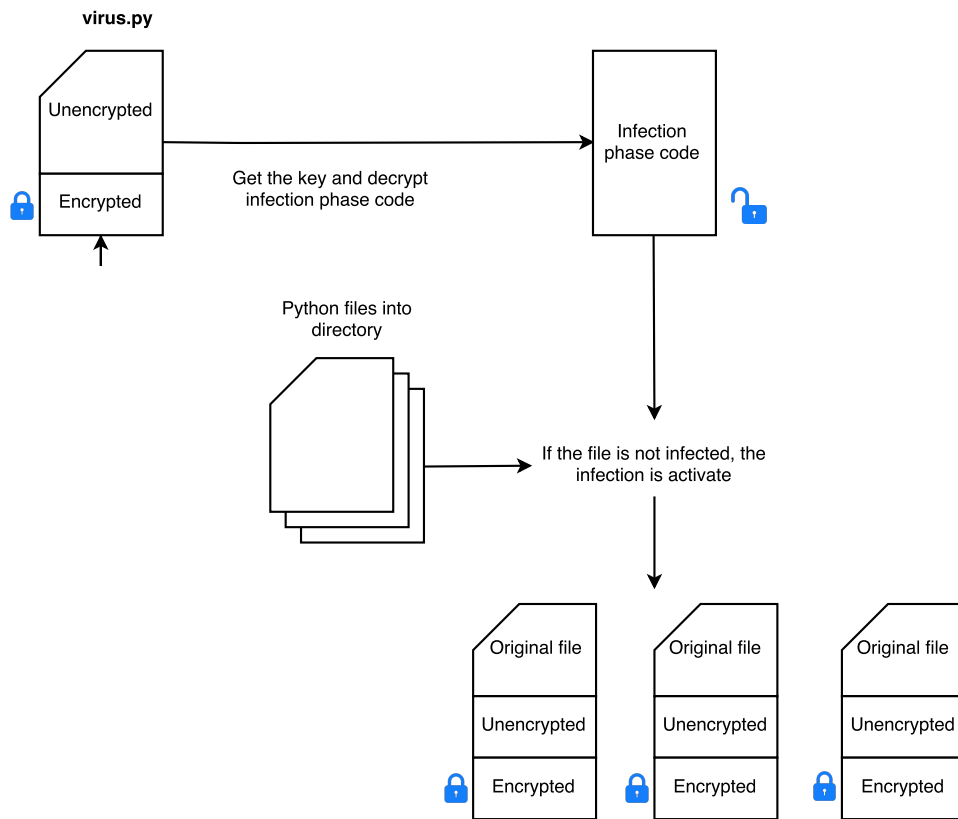 virus.py
Unencrypted
Encrypted
Get the key and decrypt
infection phase code
Infection
phase code
Python files into
directory
If the file is not infected, the
infection is activate
Original file
Unencrypted
Encrypted
Original file
Unencrypted
Encrypted
Original file
Unencrypted
Encrypted